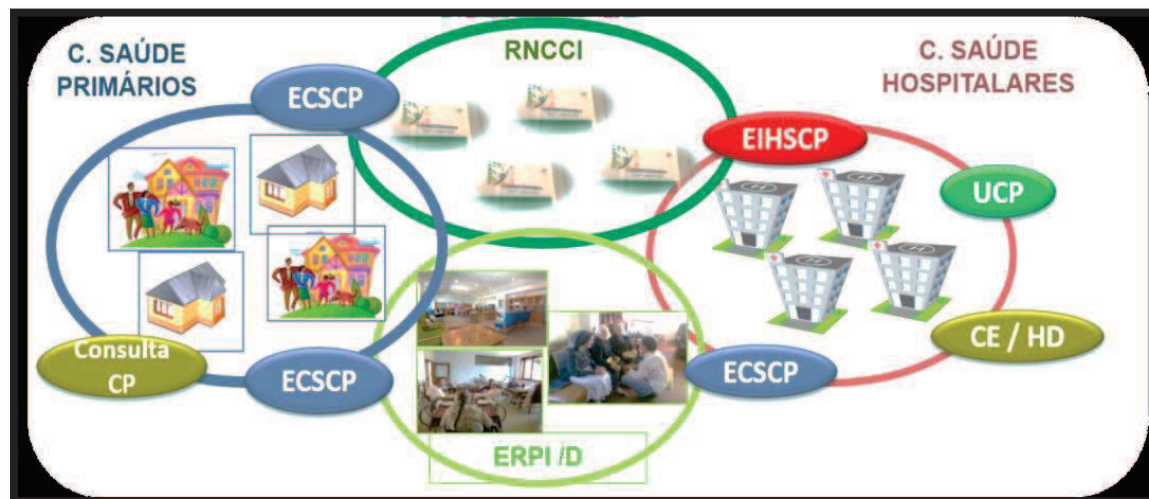 C. SAÚDE
PRIMÁRIOS
RNCCI
C. SAÚDE
HOSPITALARES
ECSCP
EIHSCP
UCP
Consulta
CP
ECSCP
ECSCP
CE / HD
ERPI /D